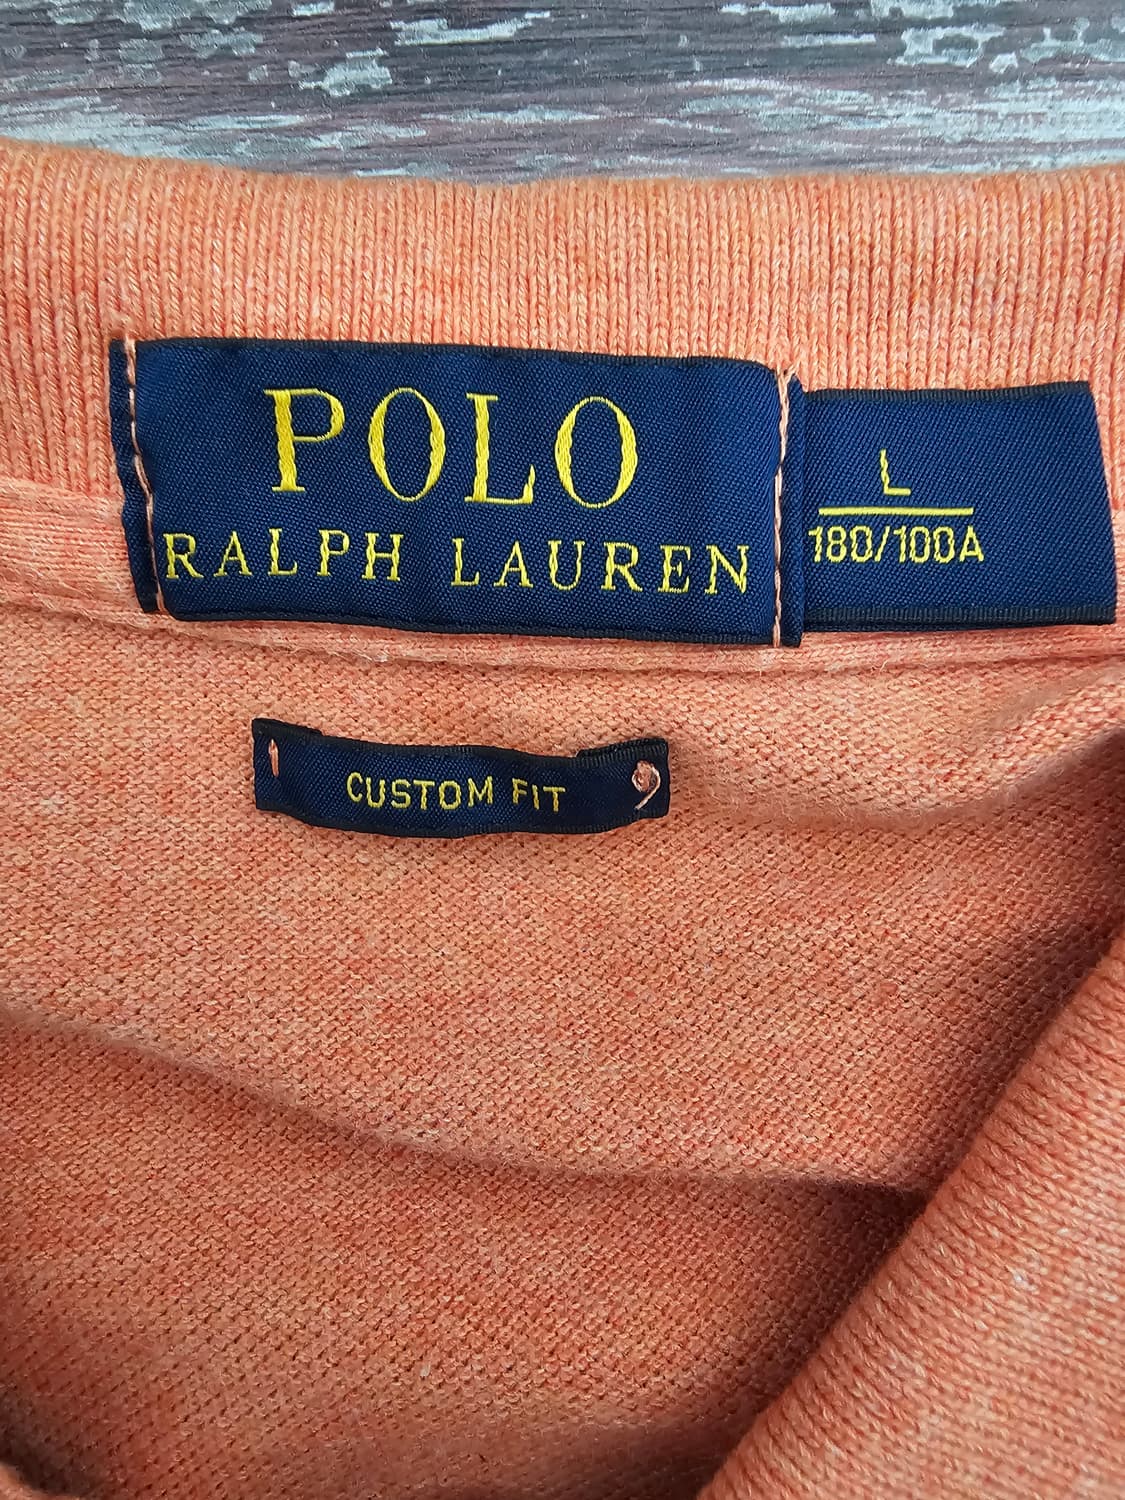 POLO
RALPH LAUREN
L
180/100A
CUSTOM FIT